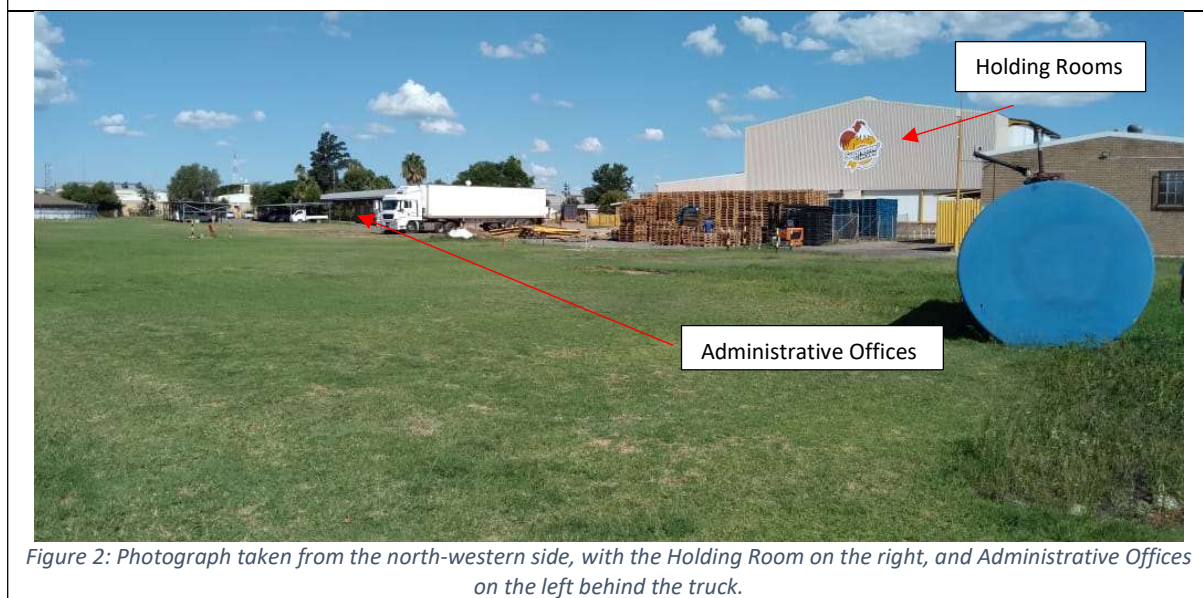 Holding Rooms
Administrative Offices
Figure 2: Photograph taken from the north-western side, with the Holding Room on the right, and Administrative Offices
on the left behind the truck.